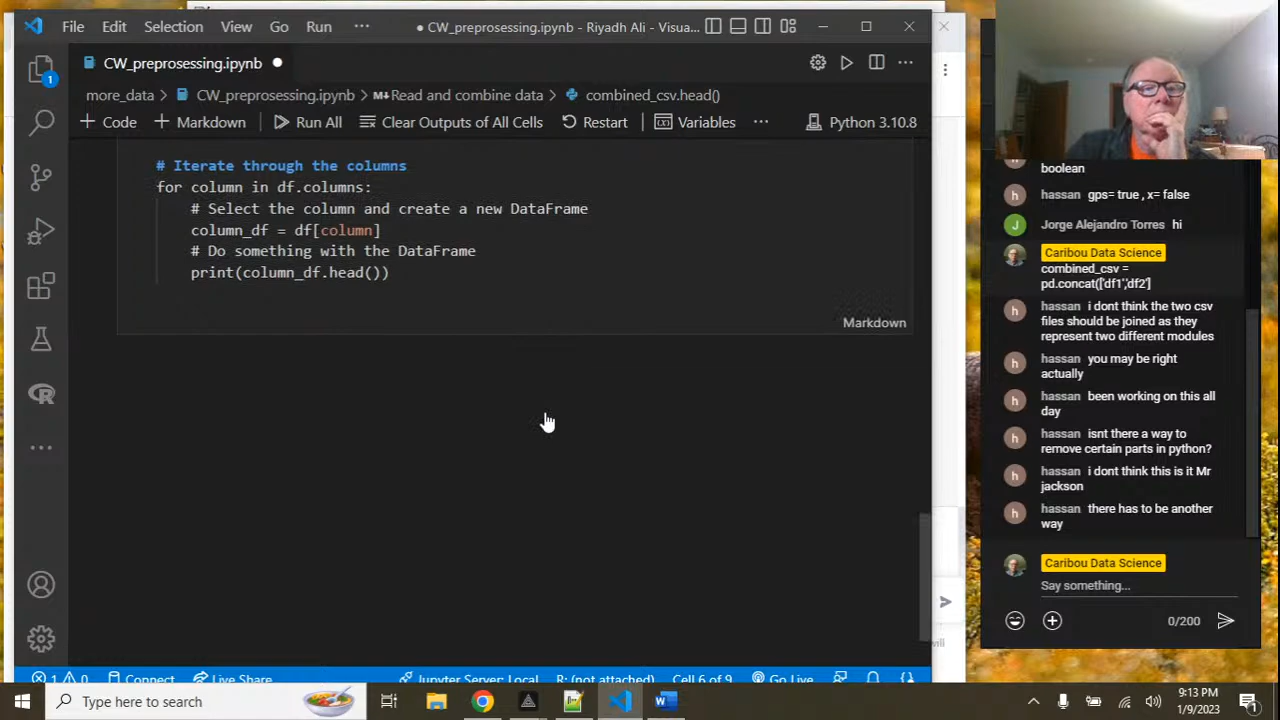 File Edit Selection View Go Run ··· ● CW_preprosessing.ipynb - Riyadh Ali - Visua...
CW_preprosessing.ipynb
more_data > CW_preprosessing.ipynb > Read and combine data > combined_csv.head()
+ Code + Markdown Run All Clear Outputs of All Cells Restart Variables ··· Python 3.10.8
1
# Iterate through the columns
for column in df.columns:
# Select the column and create a new DataFrame
column_df = df[column]
# Do something with the DataFrame
print(column_df.head())
Markdown
1 0 Connect Live Share Jupyter Server: Local R: (not attached) Cell 6 of 9 Go Live
boolean
hassan gps= true , x= false
J Jorge Alejandro Torres hi
Caribou Data Science
combined_csv =
pd.concat(['df1','df2']
h hassan i dont think the two csv
files should be joined as they
represent two different modules
h hassan you may be right
actually
h hassan been working on this all
day
h hassan isnt there a way to
remove certain parts in python?
h hassan i dont think this is it Mr
jackson
h hassan there has to be another
way
Caribou Data Science
Say something...
0/200
Type here to search
9:13 PM
1/9/2023
1